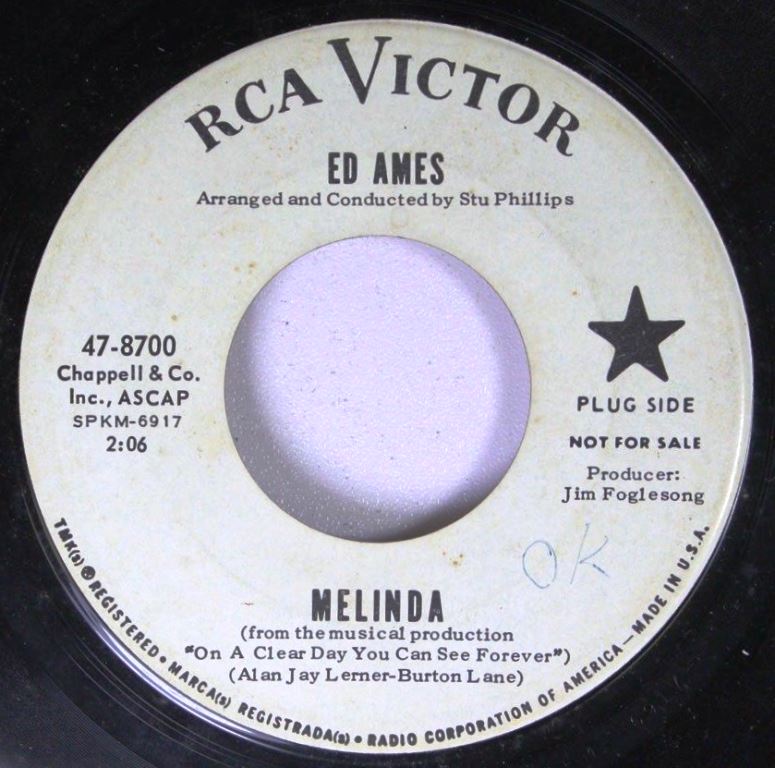 RCA VICTOR
ED AMES
Arranged and Conducted by Stu Phillips
47-8700
Chappell & Co.
Inc., ASCAP
SPKM-6917
2:06
PLUG SIDE
NOT FOR SALE
Producer:
Jim Foglesong
OK
MELINDA
(from the musical production
"On A Clear Day You Can See Forever")
(Alan Jay Lerner-Burton Lane)
TMK(s) ® REGISTERED • MARCA(s) REGISTRADA(s) • RADIO CORPORATION OF AMERICA—MADE IN U.S.A.